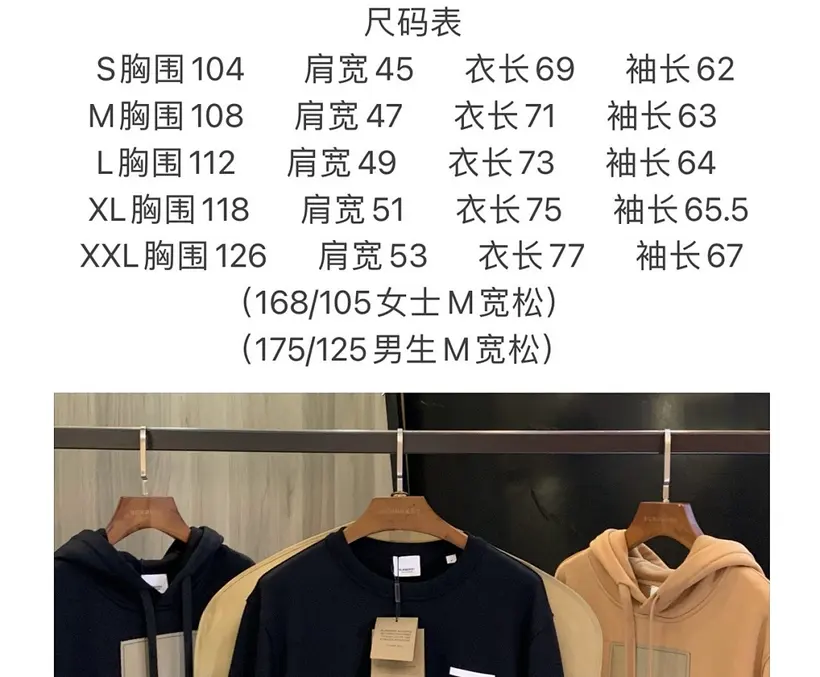 尺码表
S胸围104 肩宽45 衣长69 袖长62
M胸围108 肩宽47 衣长71 袖长63
L胸围112 肩宽49 衣长73 袖长64
XL胸围118 肩宽51 衣长75 袖长65.5
XXL胸围126 肩宽53 衣长77 袖长67
（168/105女士M宽松）
（175/125男生M宽松）